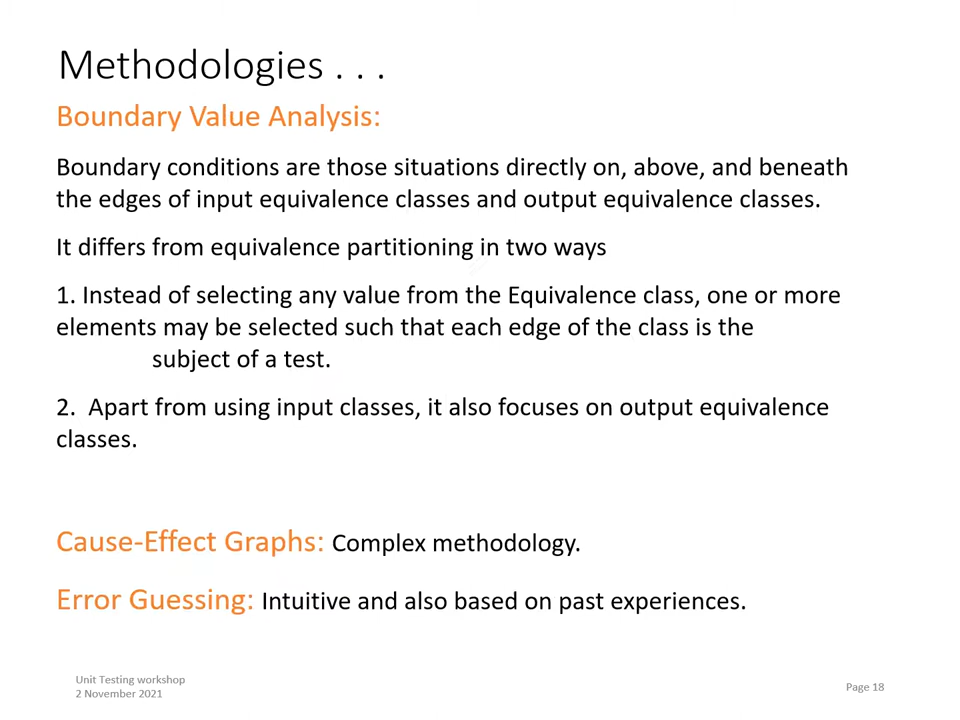 Methodologies . . .
Boundary Value Analysis:
Boundary conditions are those situations directly on, above, and beneath
the edges of input equivalence classes and output equivalence classes.
It differs from equivalence partitioning in two ways
1. Instead of selecting any value from the Equivalence class, one or more
elements may be selected such that each edge of the class is the
subject of a test.
2. Apart from using input classes, it also focuses on output equivalence
classes.
Cause-Effect Graphs: Complex methodology.
Error Guessing: Intuitive and also based on past experiences.
Unit Testing workshop
2 November 2021
Page 18